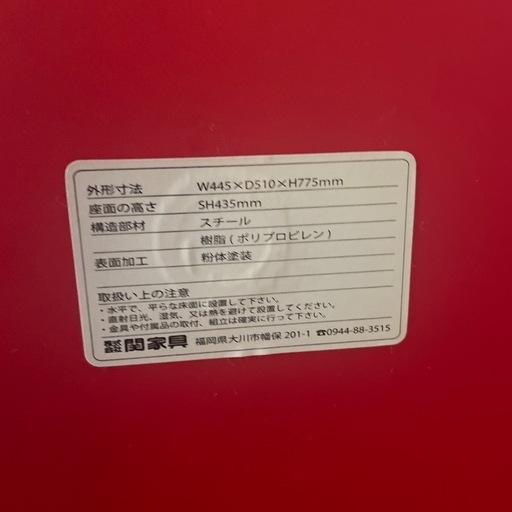 外形寸法 W445×D510×H775mm
座面の高さ SH435mm
構造部材 スチール
樹脂(ポリプロピレン)
表面加工 粉体塗装
取扱い上の注意
・水平で、平らな床面に設置して下さい。
・直射日光、湿気、又は熱を避けて設置してください。
・金具や付属品の取付、組立は確実に行って下さい。
株式会社 関家具 福岡県大川市幡保 201-1 ☎0944-88-3515